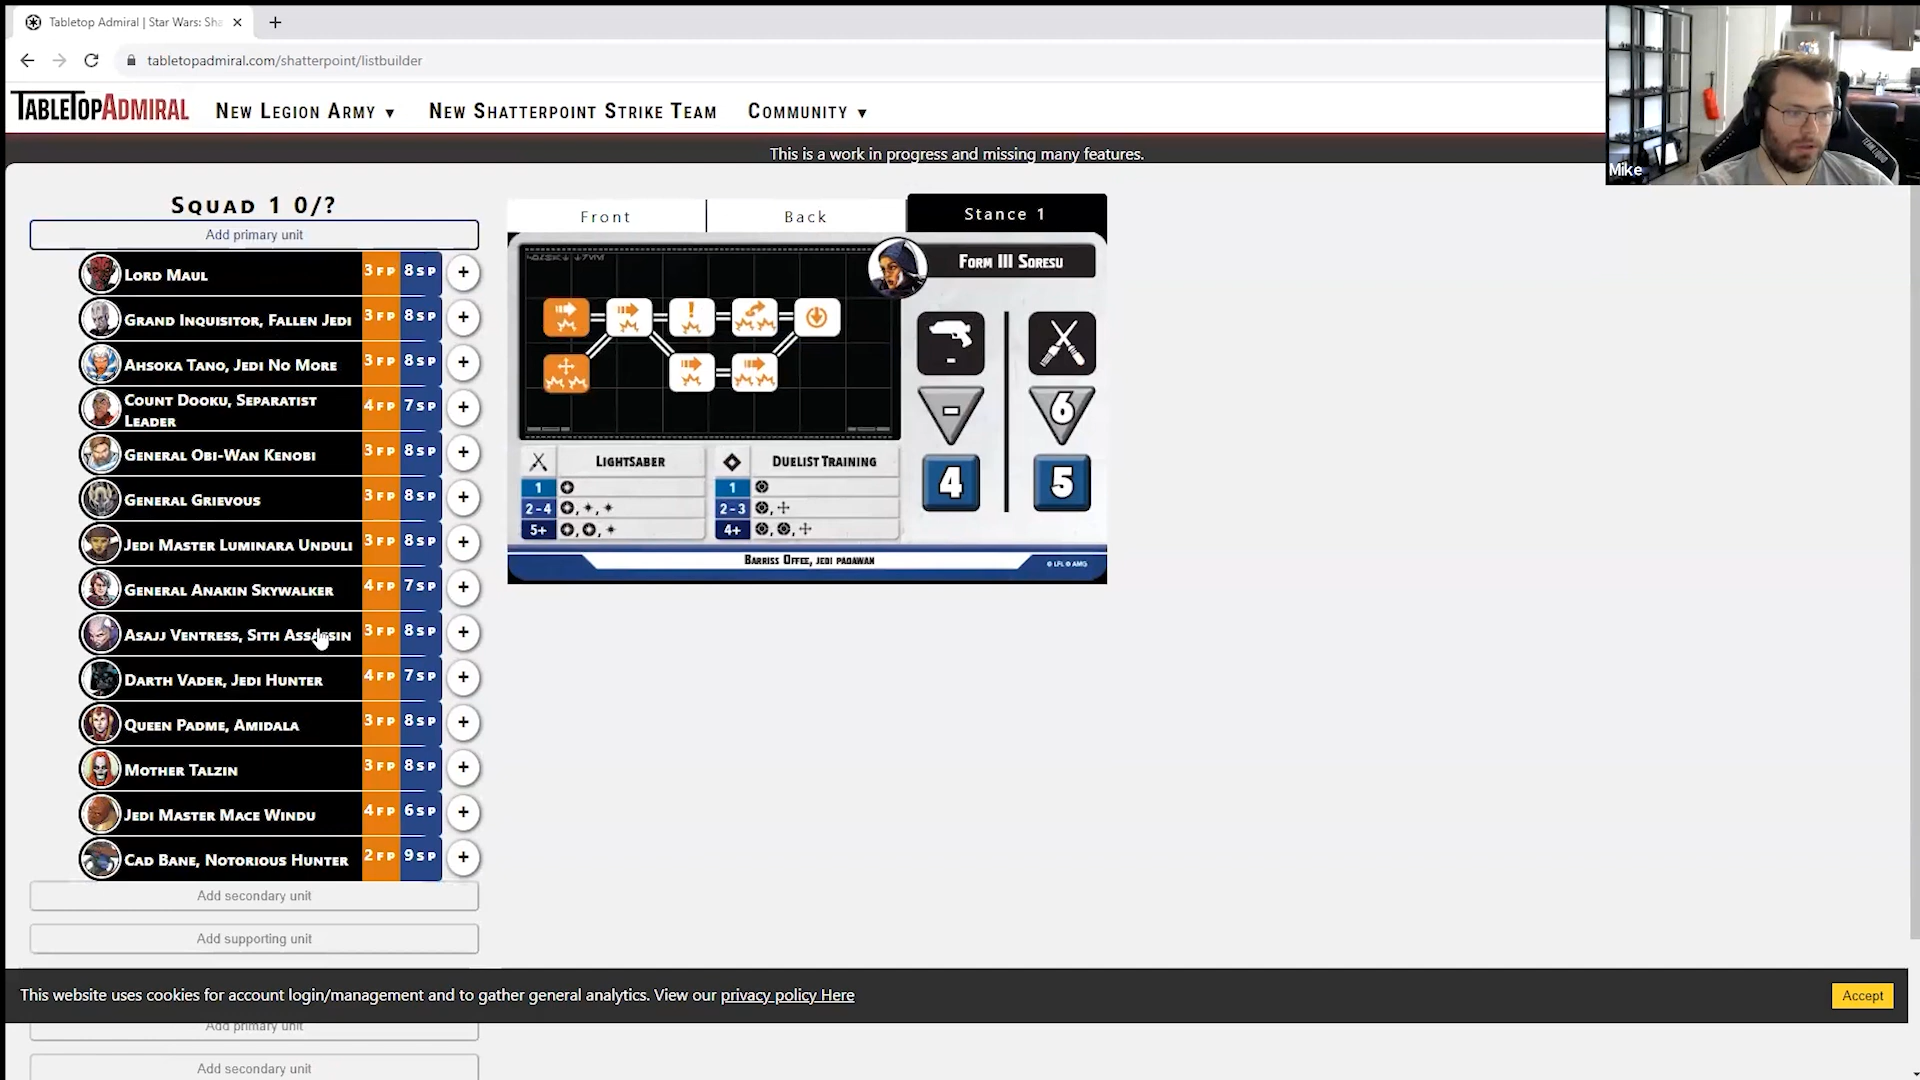 Tabletop Admiral | Star Wars: Sha
tabletopadmiral.com/shatterpoint/listbuilder
TABLETOPADMIRAL
NEW LEGION ARMY ▼
NEW SHATTERPOINT STRIKE TEAM
COMMUNITY ▼
This is a work in progress and missing many features.
Mike
SQUAD 1 0/?
Add primary unit
LORD MAUL 3 FP 8 SP +
GRAND INQUISITOR, FALLEN JEDI 3 FP 8 SP +
AHSOKA TANO, JEDI NO MORE 3 FP 8 SP +
COUNT DOOKU, SEPARATIST
LEADER 4 FP 7 SP +
GENERAL OBI-WAN KENOBI 3 FP 8 SP +
GENERAL GRIEVOUS 3 FP 8 SP +
JEDI MASTER LUMINARA UNDULI 3 FP 8 SP +
GENERAL ANAKIN SKYWALKER 4 FP 7 SP +
ASAJJ VENTRESS, SITH ASSASSIN 3 FP 8 SP +
DARTH VADER, JEDI HUNTER 4 FP 7 SP +
QUEEN PADME, AMIDALA 3 FP 8 SP +
MOTHER TALZIN 3 FP 8 SP +
JEDI MASTER MACE WINDU 4 FP 6 SP +
CAD BANE, NOTORIOUS HUNTER 2 FP 9 SP +
Add secondary unit
Add supporting unit
Front
Back
Stance 1
FORM III SORESU
- 6
4 5
LIGHTSABER
1
2-4
5+
DUELIST TRAINING
1
2-3
4+
BARRISS OFFEE, JEDI PADAWAN
© LFL © AMG
This website uses cookies for account login/management and to gather general analytics. View our privacy policy Here
Accept
Add primary unit
Add secondary unit